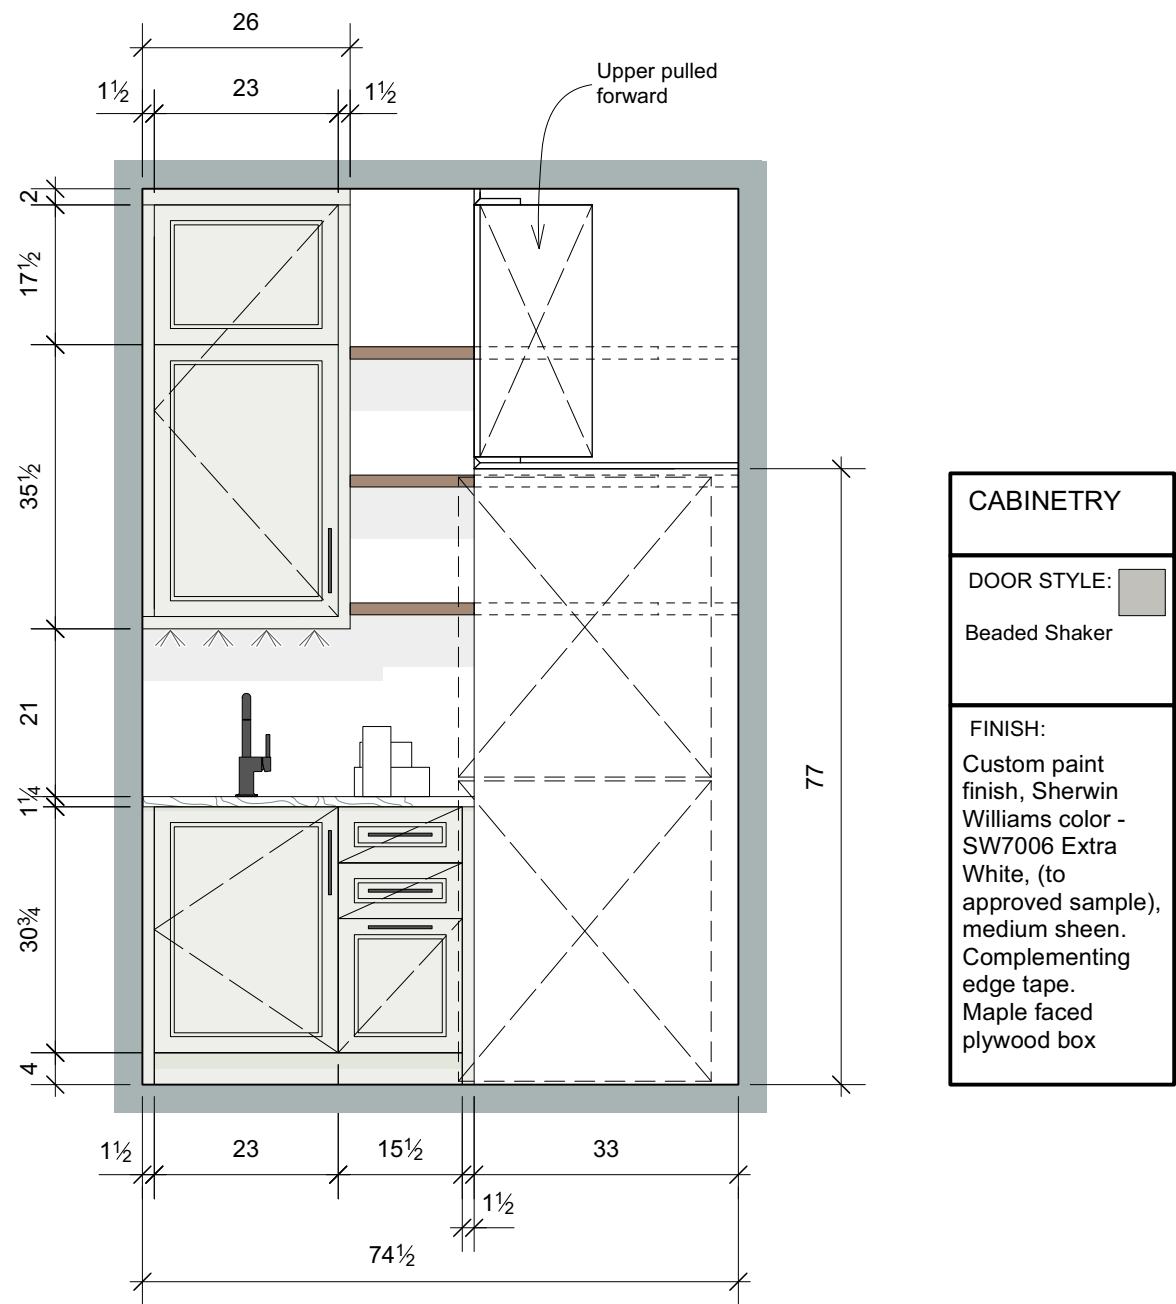 26
1½
23
1½
Upper pulled
forward
2
17½
35½
21
1¼
30¾
4
77
1½
23
15½
33
1½
74½
CABINETRY
DOOR STYLE:
Beaded Shaker
FINISH:
Custom paint
finish, Sherwin
Williams color -
SW7006 Extra
White, (to
approved sample),
medium sheen.
Complementing
edge tape.
Maple faced
plywood box